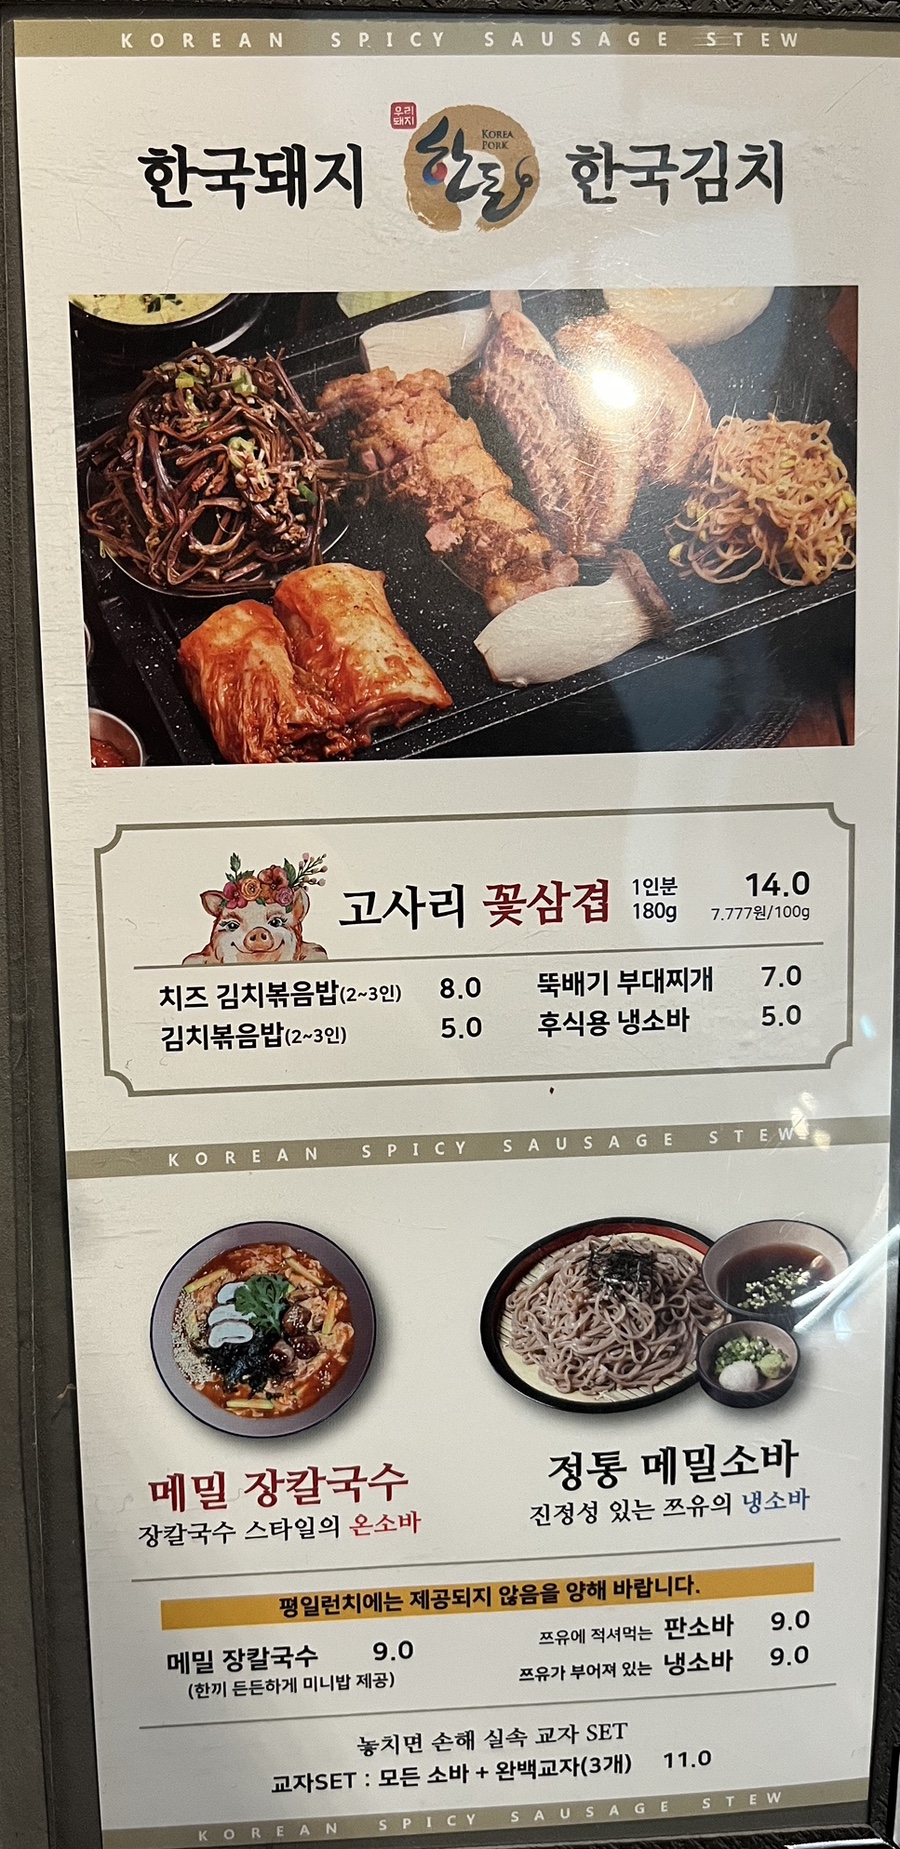 KOREAN SPICY SAUSAGE STEW
우리
돼지
한국돼지 한돈 KOREA PORK 한국김치
고사리 꽃삼겹 1인분 180g 14.0
7.777원/100g
치즈 김치볶음밥(2~3인) 8.0 뚝배기 부대찌개 7.0
김치볶음밥(2~3인) 5.0 후식용 냉소바 5.0
KOREAN SPICY SAUSAGE STEW
메밀 장칼국수
장칼국수 스타일의 온소바
정통 메밀소바
진정성 있는 쯔유의 냉소바
평일런치에는 제공되지 않음을 양해 바랍니다.
메밀 장칼국수 9.0
(한끼 든든하게 미니밥 제공)
쯔유에 적셔먹는 판소바 9.0
쯔유가 부어져 있는 냉소바 9.0
놓치면 손해 실속 교자 SET
교자SET : 모든 소바 + 완백교자(3개) 11.0
KOREAN SPICY SAUSAGE STEW